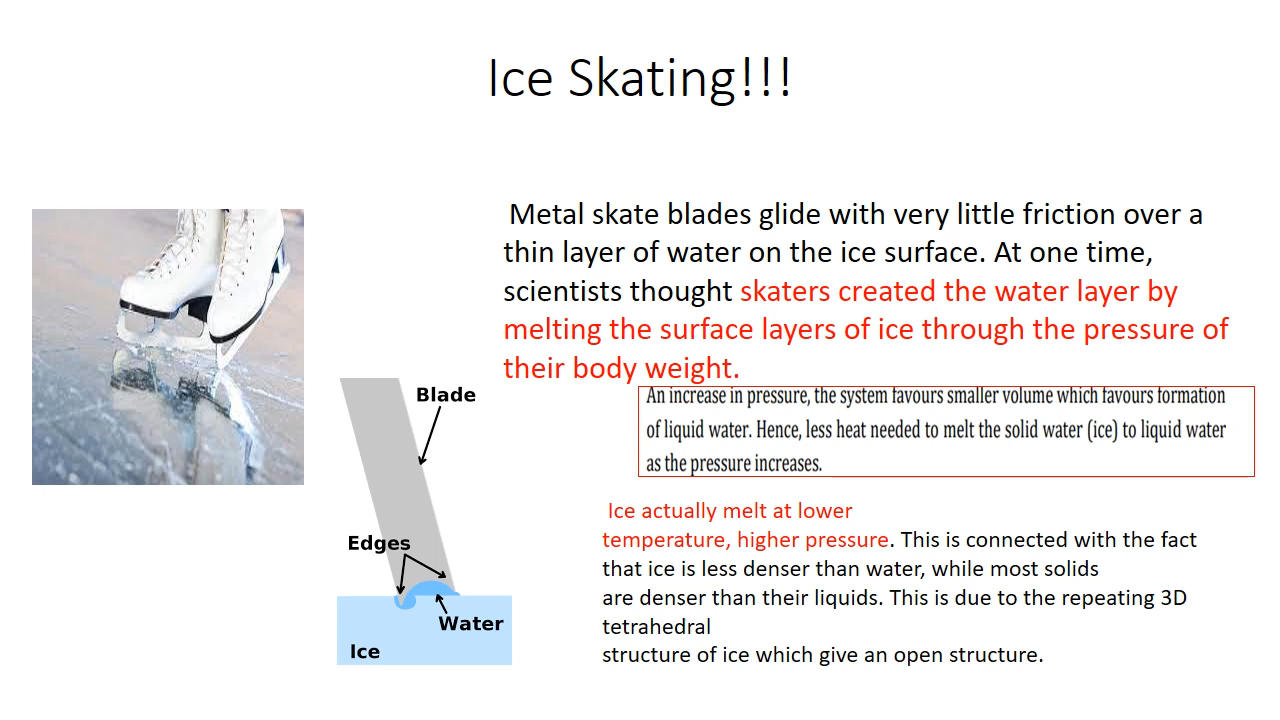 Ice Skating!!!
Metal skate blades glide with very little friction over a
thin layer of water on the ice surface. At one time,
scientists thought skaters created the water layer by
melting the surface layers of ice through the pressure of
their body weight.
An increase in pressure, the system favours smaller volume which favours formation
of liquid water. Hence, less heat needed to melt the solid water (ice) to liquid water
as the pressure increases.
Blade
Edges
Water
Ice
Ice actually melt at lower
temperature, higher pressure. This is connected with the fact
that ice is less denser than water, while most solids
are denser than their liquids. This is due to the repeating 3D
tetrahedral
structure of ice which give an open structure.